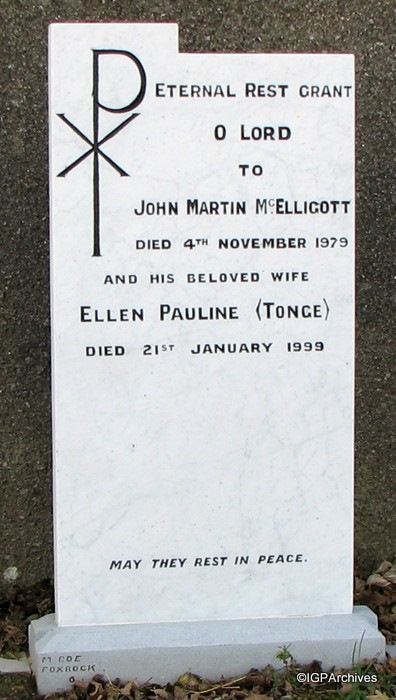 ETERNAL REST GRANT
O LORD
TO
JOHN MARTIN McELLIGOTT
DIED 4TH NOVEMBER 1979
AND HIS BELOVED WIFE
ELLEN PAULINE (TONGE)
DIED 21ST JANUARY 1999
MAY THEY REST IN PEACE.
M ROE
FOXROCK
©IGPArchives